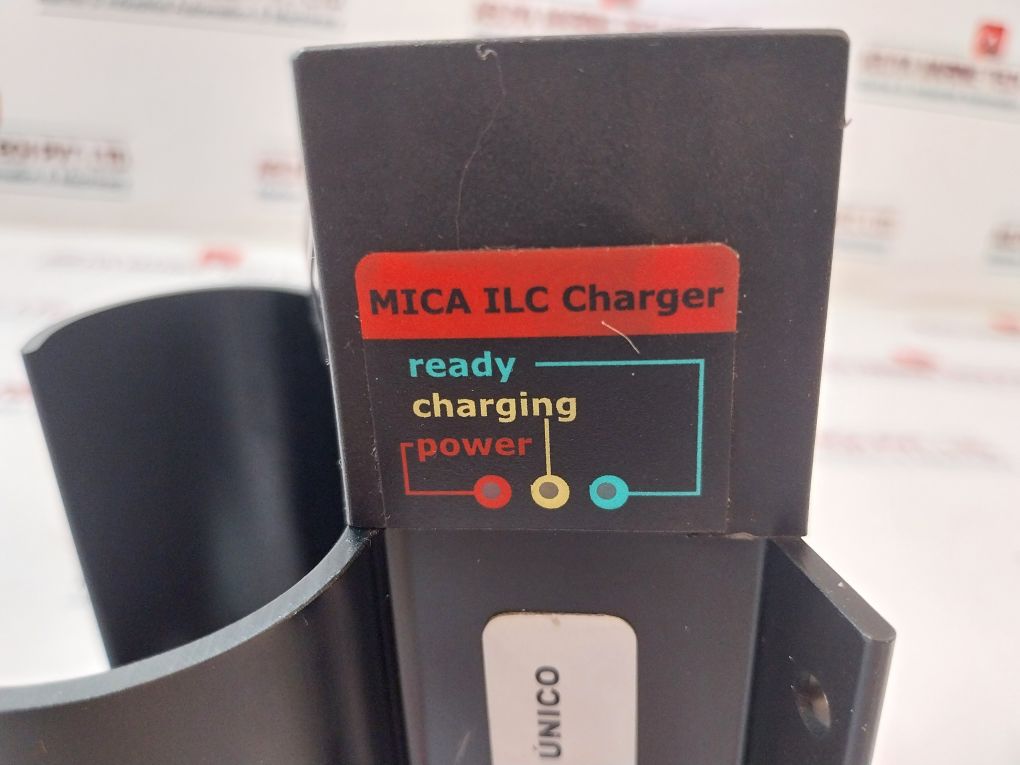 MICA ILC Charger
ready
charging
power
ÚNICO